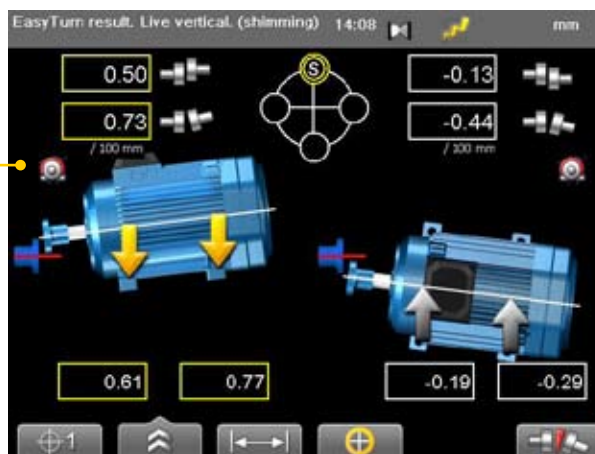 EasyTurn result. Live vertical. (shimming) 14:08 mm
0.50 S -0.13
0.73 -0.44
/ 100 mm / 100 mm
0.61 0.77 -0.19 -0.29
1